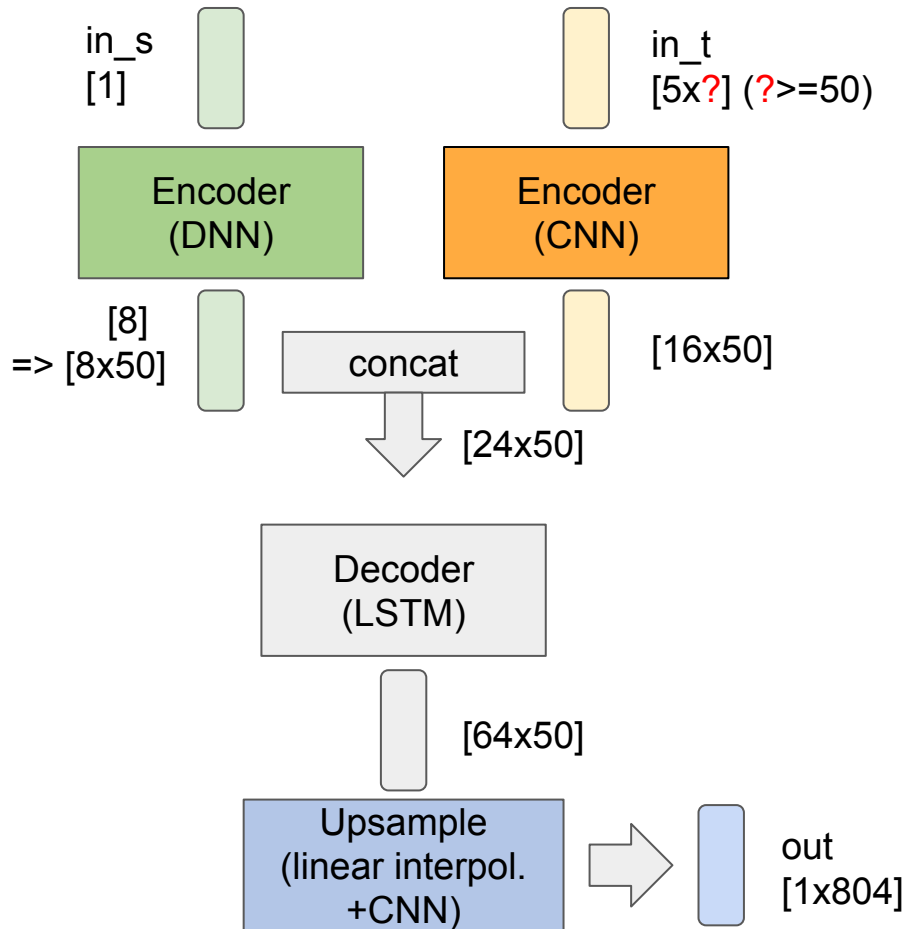 in_s
[1]
in_t
[5x?] (?>=50)
Encoder
(DNN)
Encoder
(CNN)
[8]
=> [8x50]
concat
[16x50]
[24x50]
Decoder
(LSTM)
[64x50]
Upsample
(linear interpol.
+CNN)
out
[1x804]